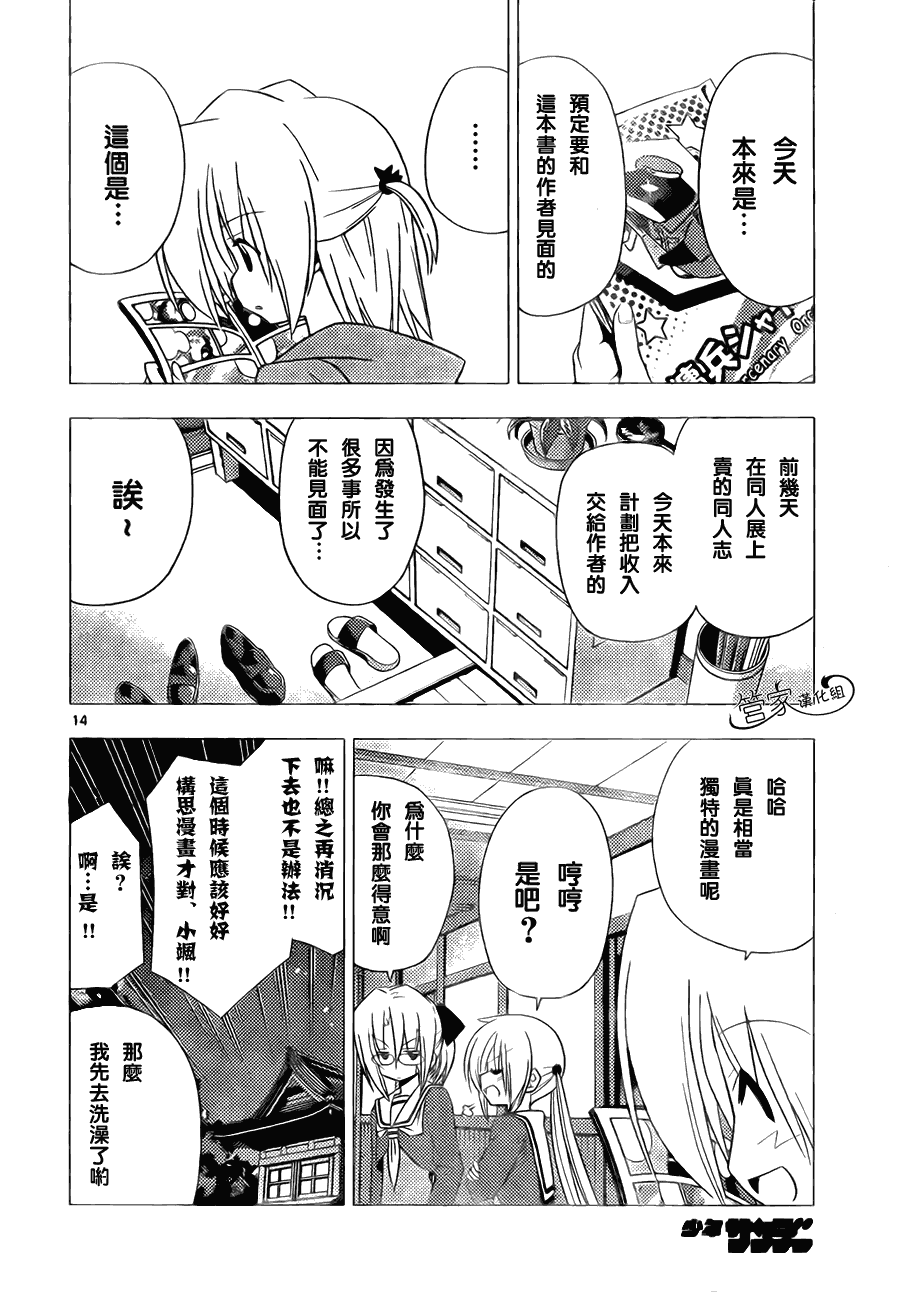 今天
本來是…
預定要和
這本書的作者見面的
傭兵シャ
ercenary Orc
……
這個是…
前幾天
在同人展上
賣的同人志
今天本來
計劃把收入
交給作者的
因為發生了
很多事所以
不能見面了…
誒~
管家漢化組
14
哈哈
真是相當
獨特的漫畫呢
哼哼
是吧?
為什麼
你會那麼得意啊
嘛!!總之再消沉
下去也不是辦法!!
這個時候應該好好
構思漫畫才對、小颯!!
誒?
啊…是!!
那麼
我先去洗澡了喲
少年サンデー